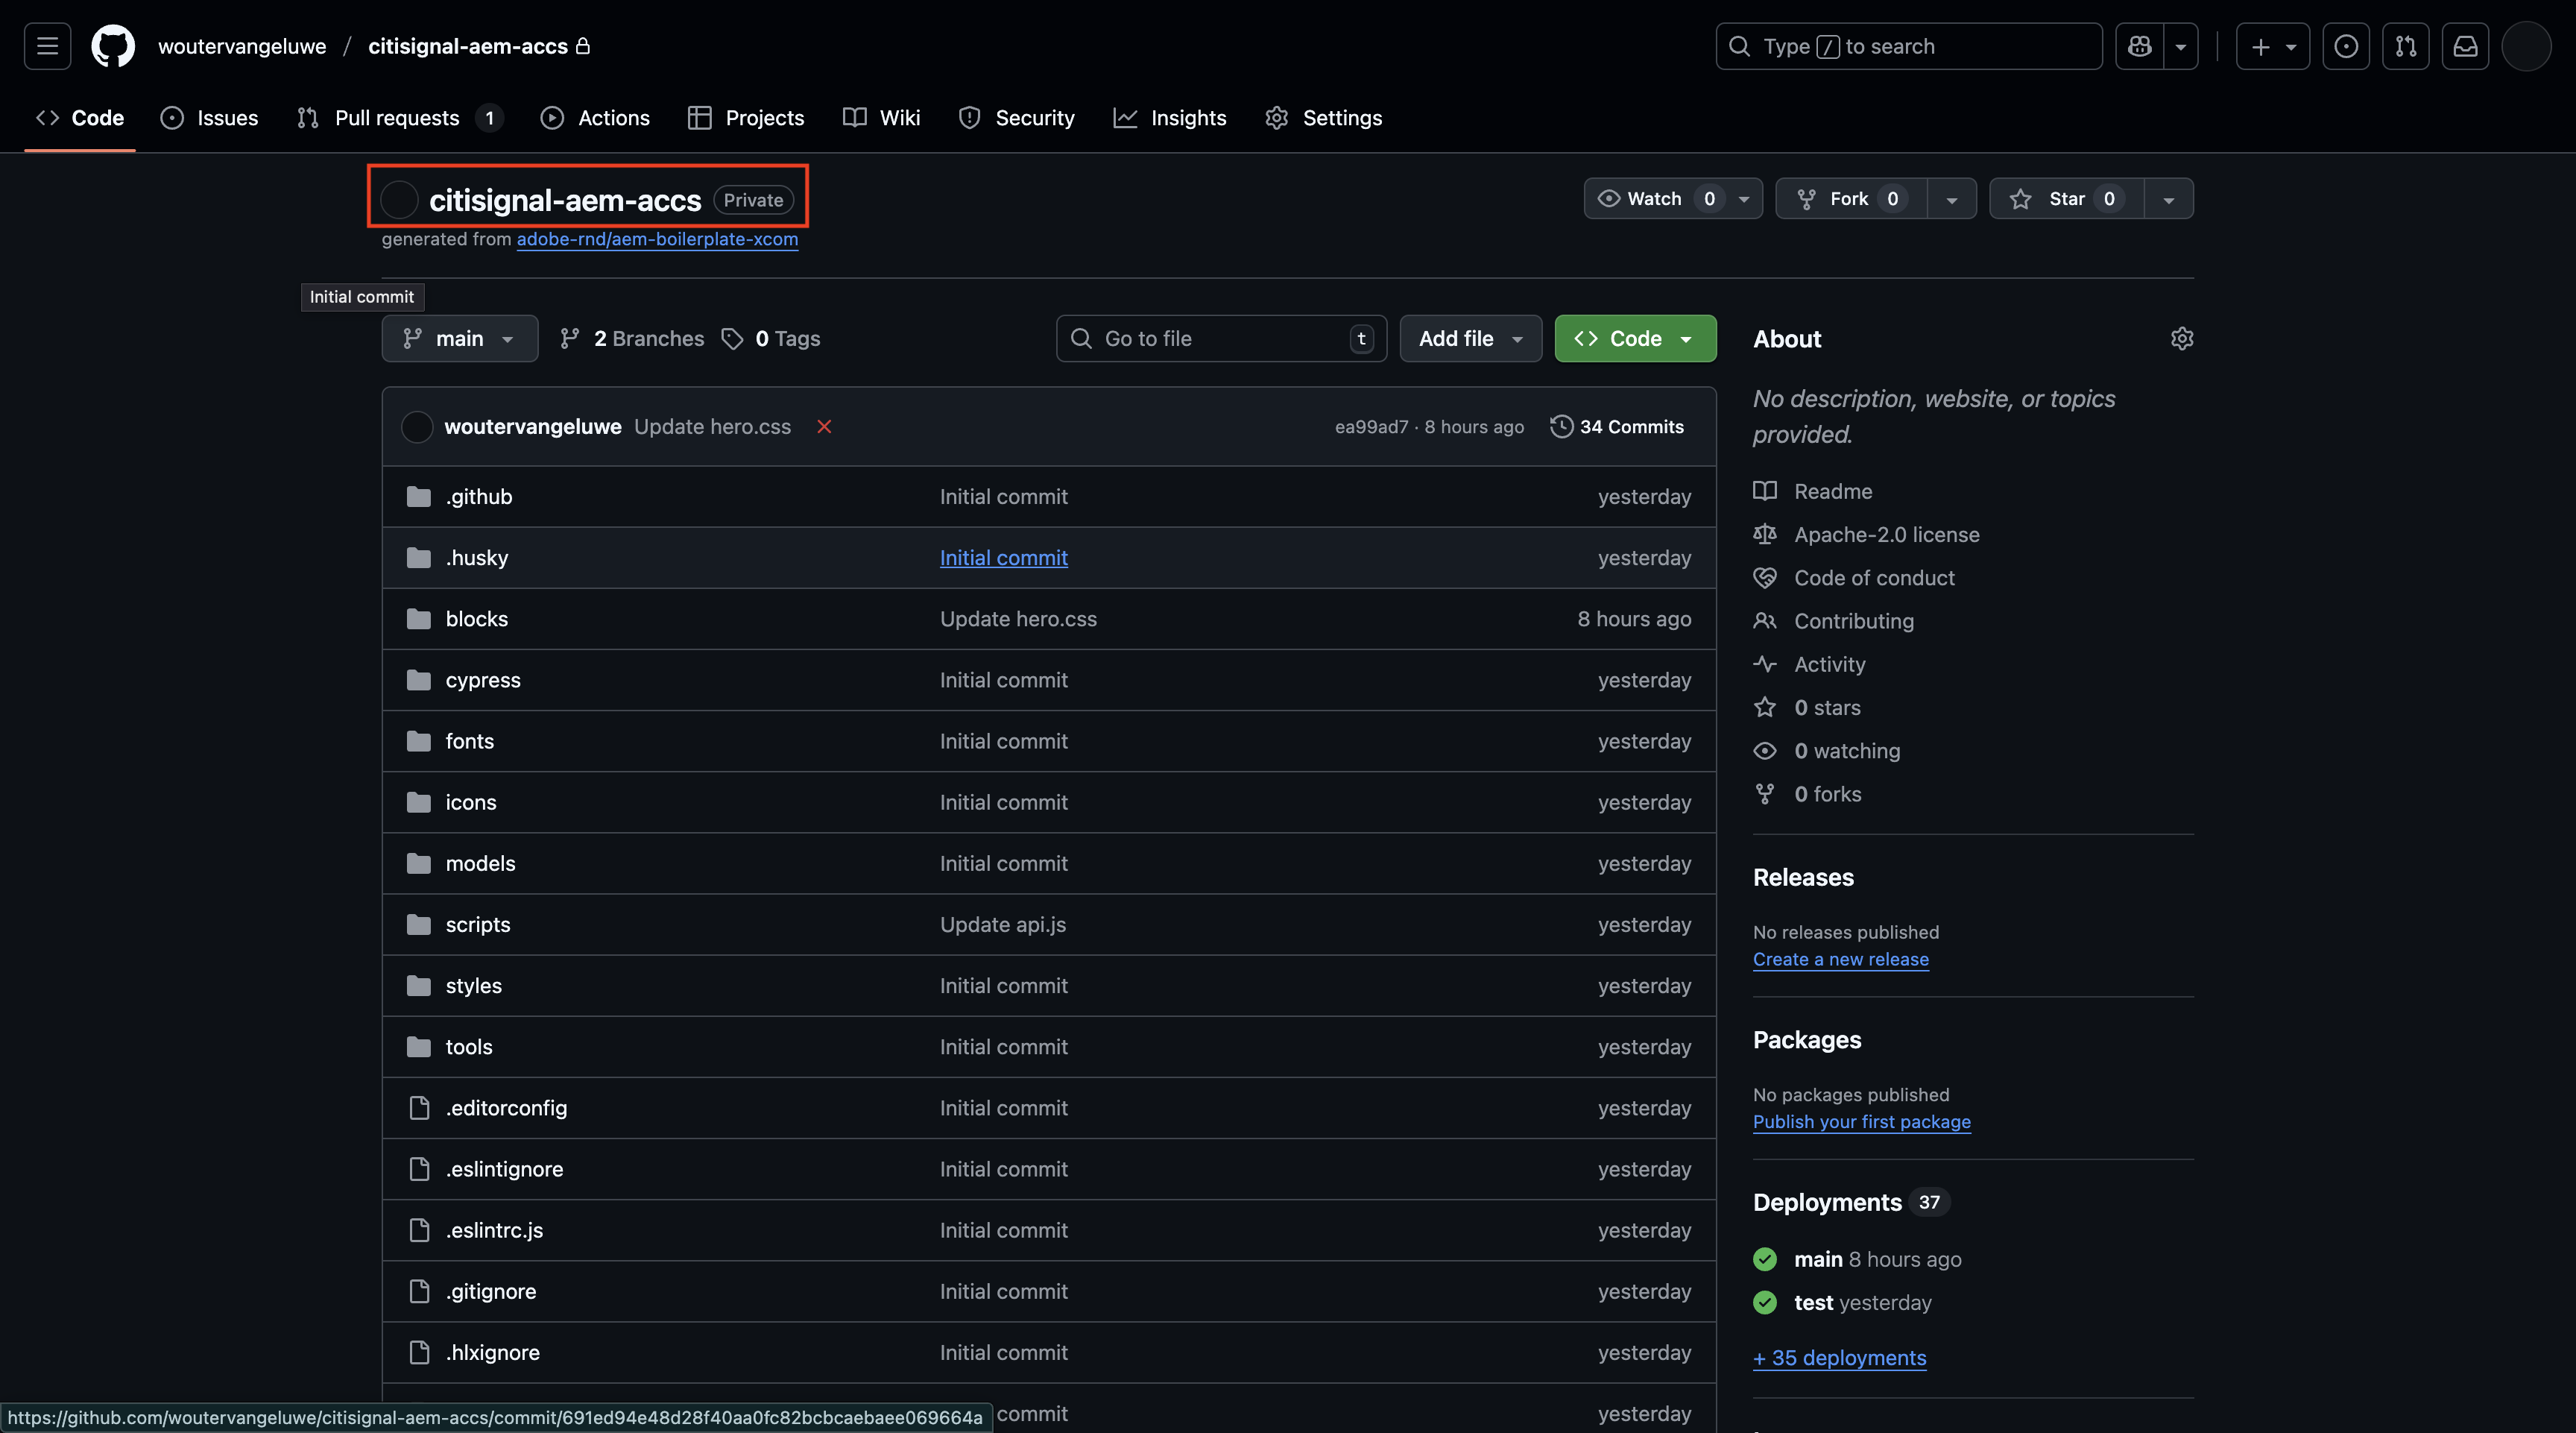 woutervangeluwe / citisignal-aem-accs
Type / to search
Code Issues Pull requests 1 Actions Projects Wiki Security Insights Settings
citisignal-aem-accs Private
Watch 0 Fork 0 Star 0
generated from adobe-rnd/aem-boilerplate-xcom
Initial commit
main 2 Branches 0 Tags Go to file t Add file Code
woutervangeluwe Update hero.css ea99ad7 · 8 hours ago 34 Commits
.github Initial commit yesterday
.husky Initial commit yesterday
blocks Update hero.css 8 hours ago
cypress Initial commit yesterday
fonts Initial commit yesterday
icons Initial commit yesterday
models Initial commit yesterday
scripts Update api.js yesterday
styles Initial commit yesterday
tools Initial commit yesterday
.editorconfig Initial commit yesterday
.eslintignore Initial commit yesterday
.eslintrc.js Initial commit yesterday
.gitignore Initial commit yesterday
.hlxignore Initial commit yesterday
commit yesterday
https://github.com/woutervangeluwe/citisignal-aem-accs/commit/691ed94e48d28f40aa0fc82bcbcaebaee069664a
About
No description, website, or topics
provided.
Readme
Apache-2.0 license
Code of conduct
Contributing
Activity
0 stars
0 watching
0 forks
Releases
No releases published
Create a new release
Packages
No packages published
Publish your first package
Deployments 37
main 8 hours ago
test yesterday
+ 35 deployments